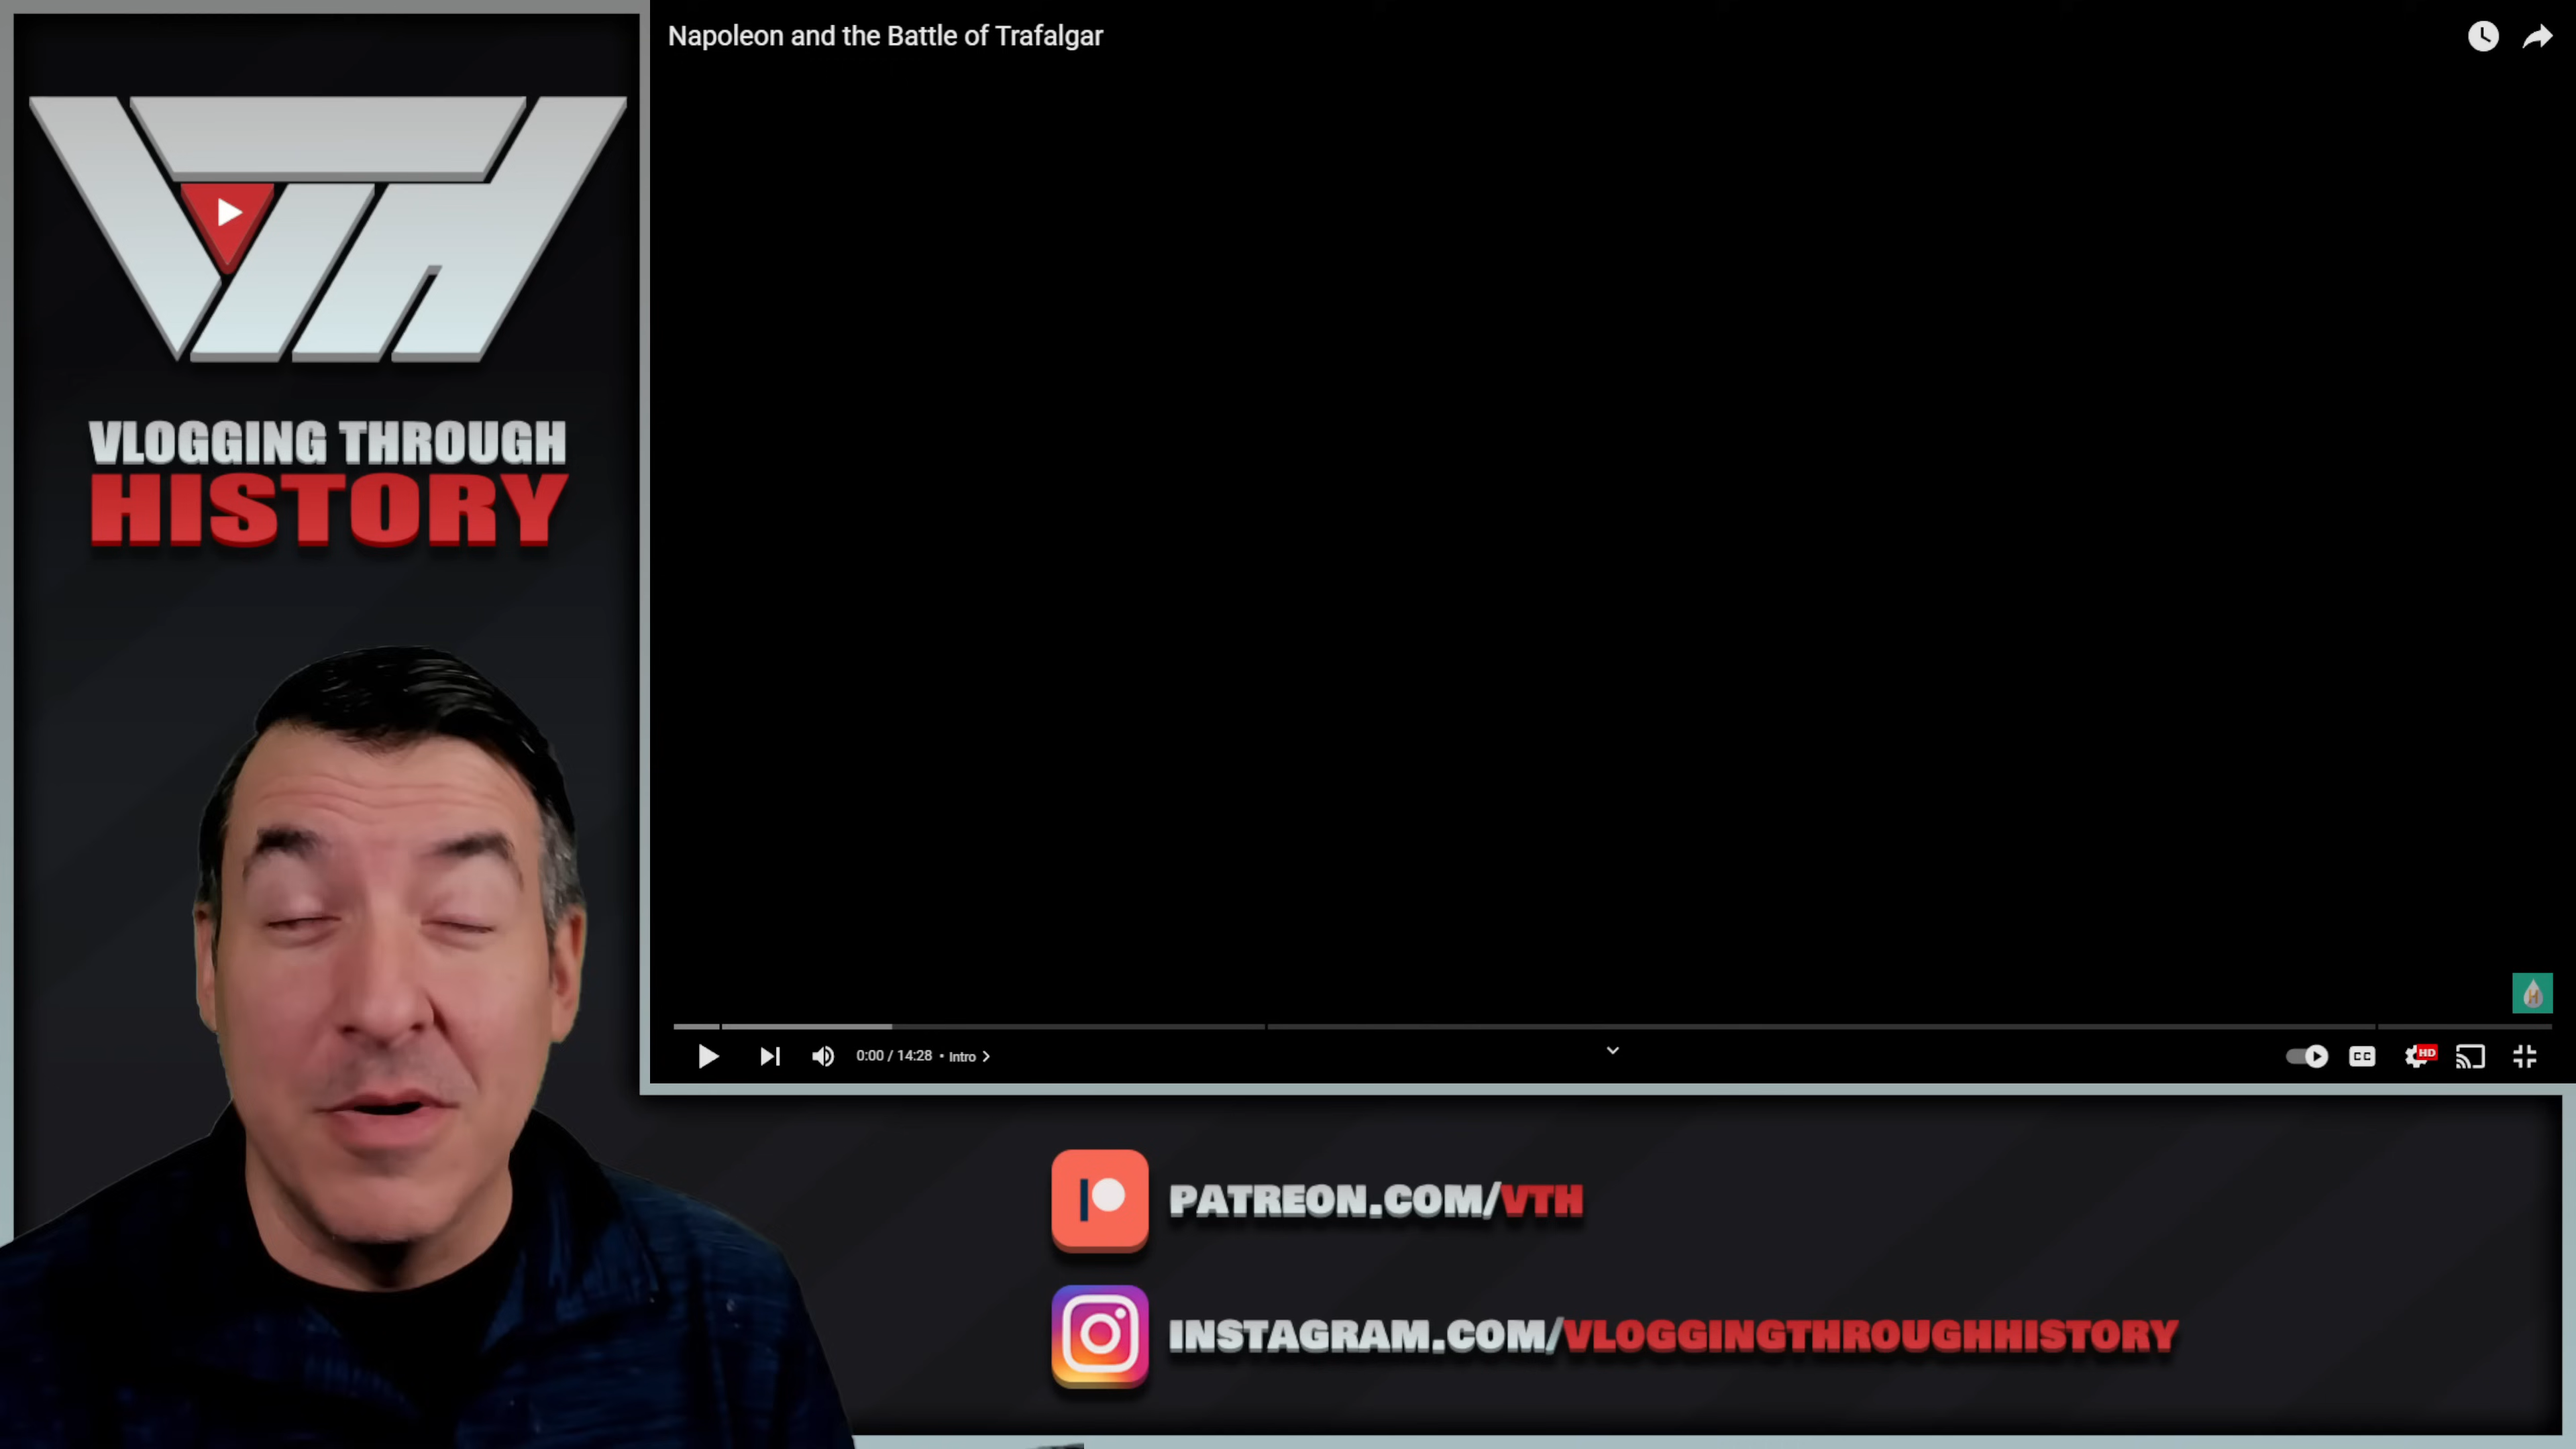 VTH
VLOGGING THROUGH
HISTORY
Napoleon and the Battle of Trafalgar
H
0:00 / 14:28 • Intro
CC
HD
PATREON.COM/VTH
INSTAGRAM.COM/VLOGGINGTHROUGHHISTORY